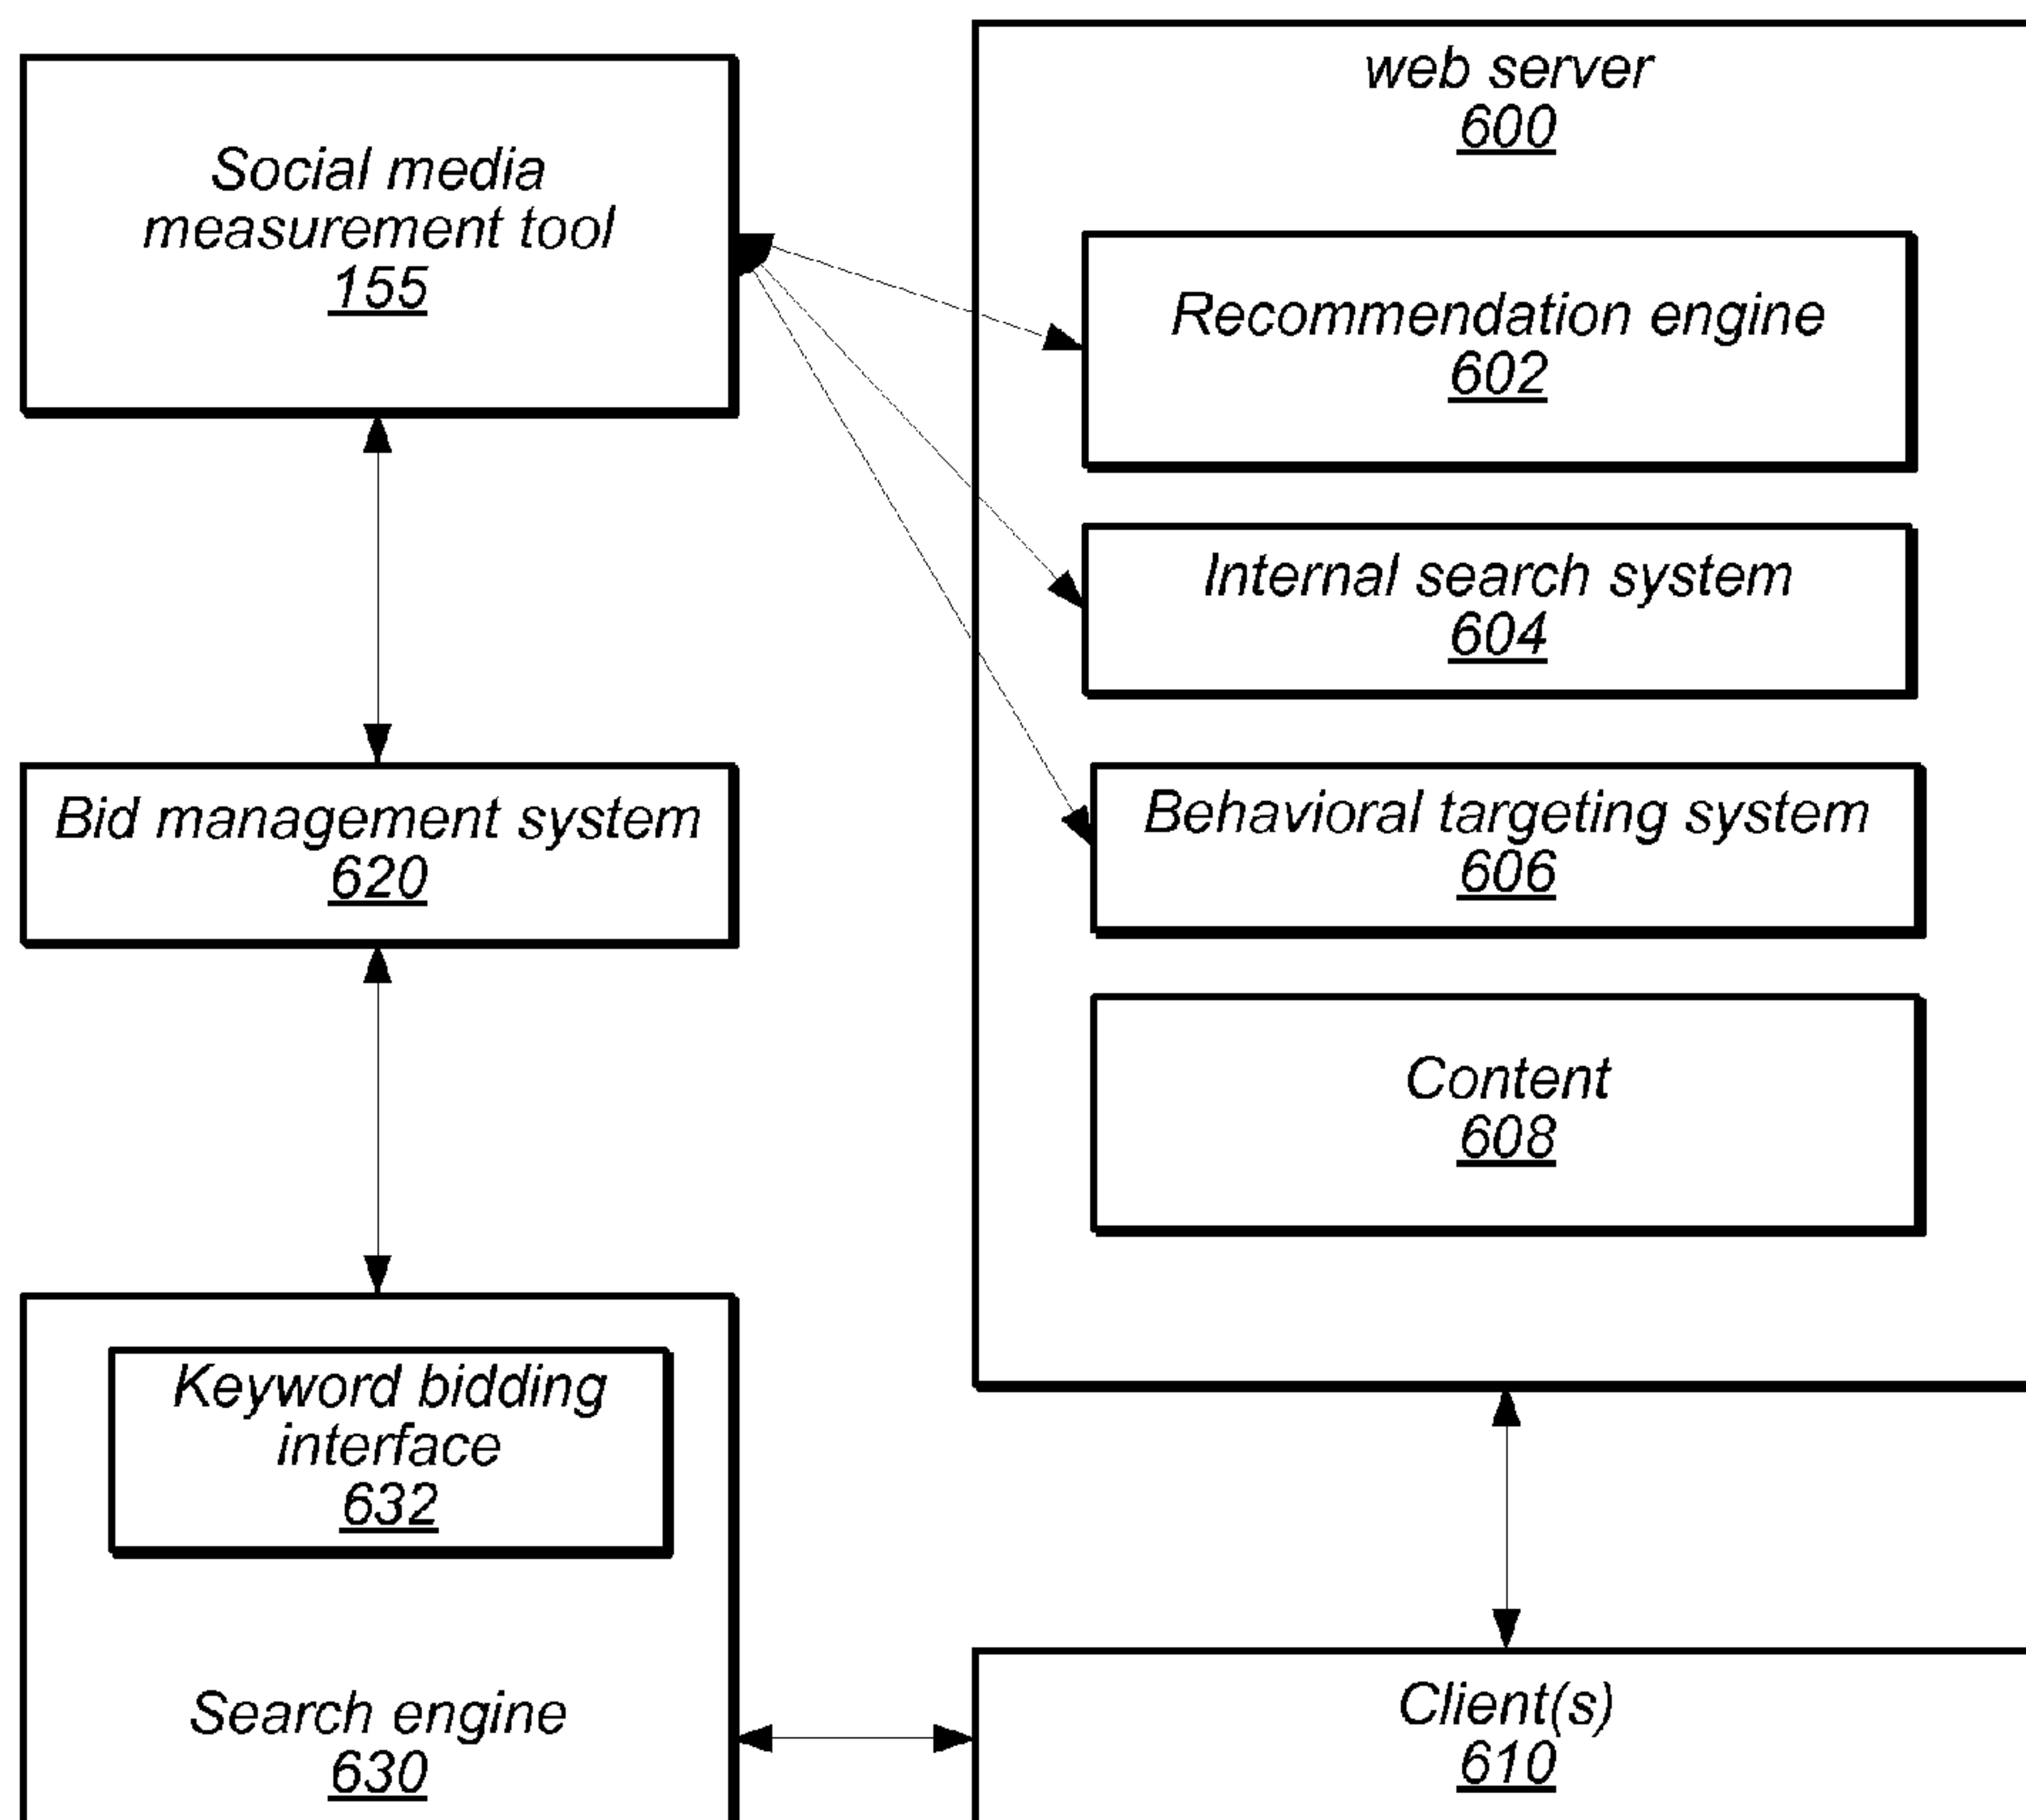 Social media
measurement tool
155
Bid management system
620
Keyword bidding
interface
632
Search engine
630
web server
600
Recommendation engine
602
Internal search system
604
Behavioral targeting system
606
Content
608
Client(s)
610